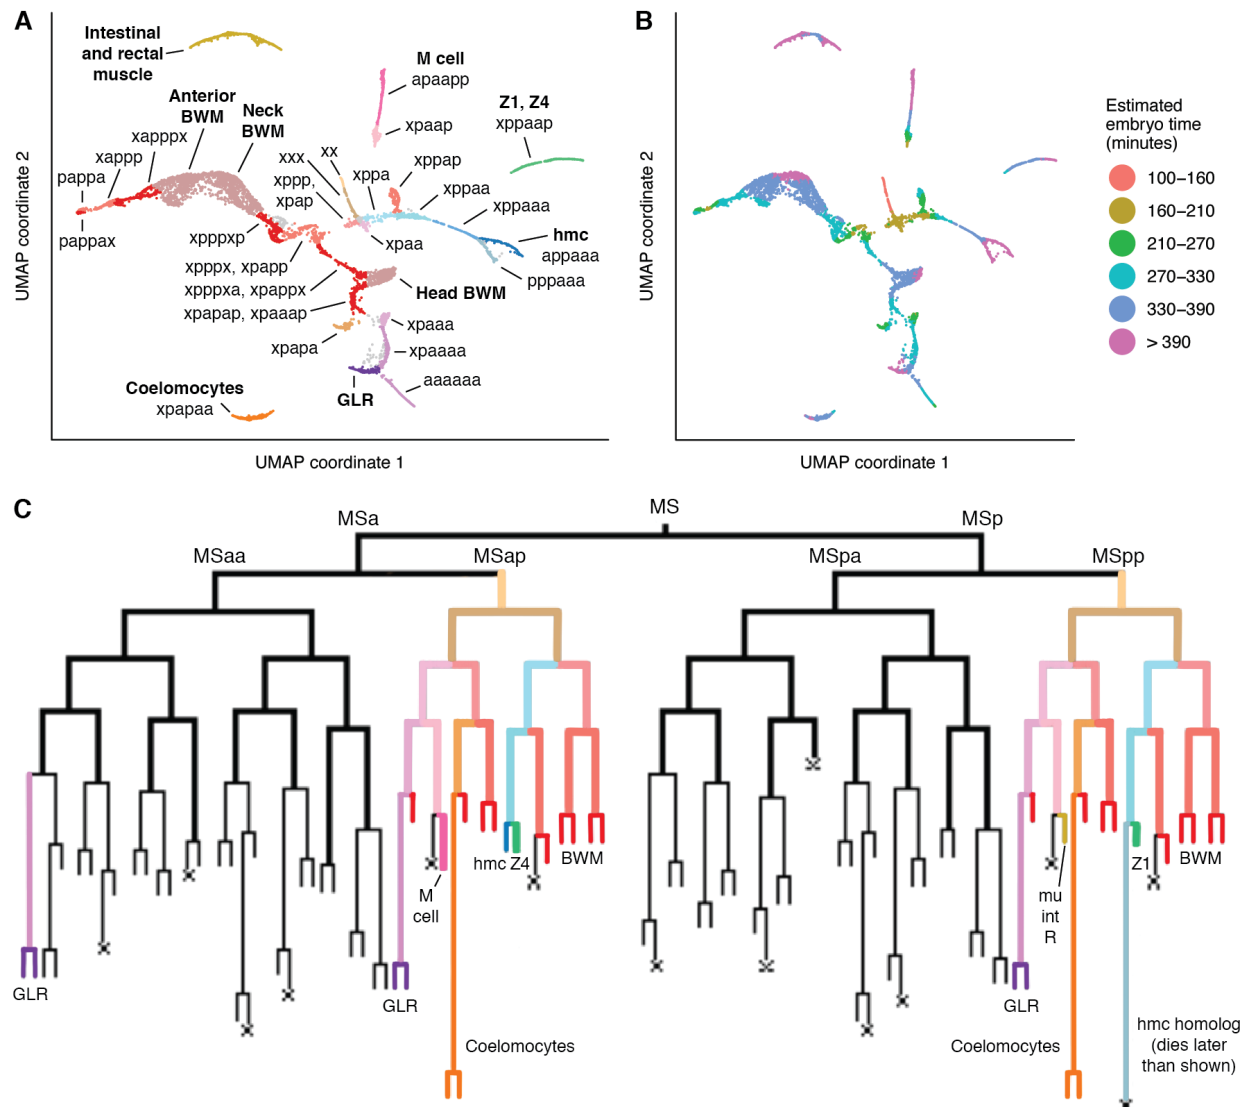 A
Intestinal
and rectal
muscle
M cell
apaapp
Anterior
BWM
Neck
BWM
Z1, Z4
xppaap
xapppx
xappp
pappa
pappax
xpaap
xx
xxx
xppp,
xpap
xppa
xppap
xppaa
xppaaa
hmc
appaaa
pppaaa
xpaa
xpppxp
xpppx, xpapp
xpppxa, xpappx
xpapap, xpaaap
Head BWM
xpapa
xpaaa
xpaaaa
aaaaaa
GLR
Coelomocytes
xpapaa
UMAP coordinate 2
UMAP coordinate 1
B
UMAP coordinate 2
UMAP coordinate 1
Estimated
embryo time
(minutes)
100–160
160–210
210–270
270–330
330–390
> 390
C
MS
MSa
MSp
MSaa
MSap
MSpa
MSpp
hmc
Z4
BWM
M
cell
GLR
GLR
Coelomocytes
Z1
BWM
mu
int
R
GLR
Coelomocytes
hmc homolog
(dies later
than shown)